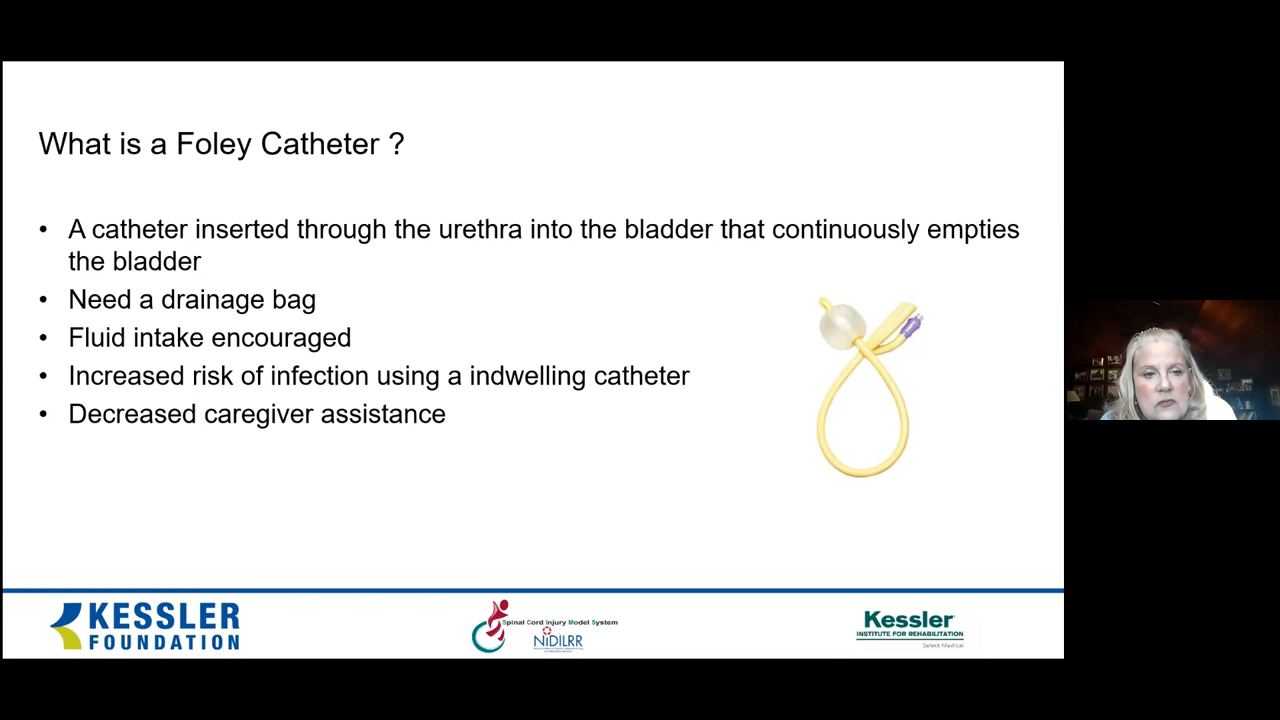 What is a Foley Catheter ?
• A catheter inserted through the urethra into the bladder that continuously empties
the bladder
• Need a drainage bag
• Fluid intake encouraged
• Increased risk of infection using a indwelling catheter
• Decreased caregiver assistance
KESSLER
FOUNDATION
Spinal Cord Injury Model System
NIDILRR
Kessler
INSTITUTE FOR REHABILITATION
Select Medical